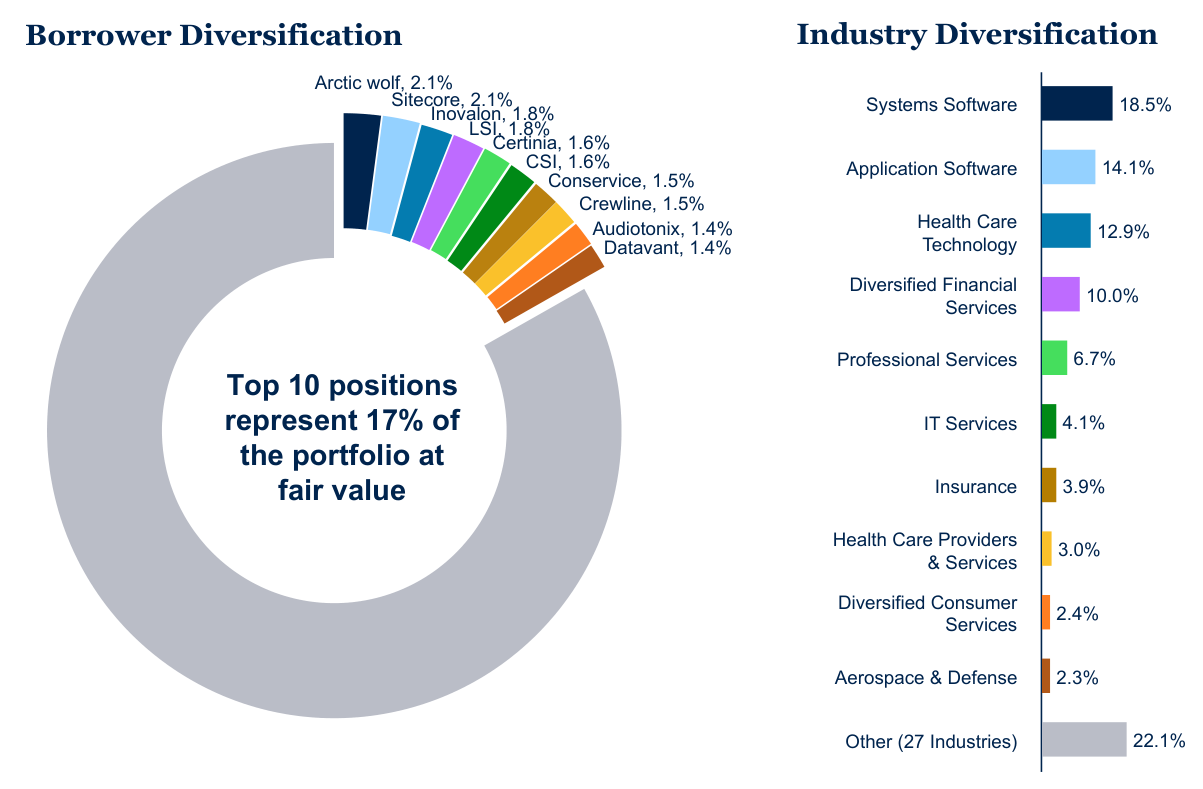 Borrower Diversification
Arctic wolf, 2.1%
Sitecore, 2.1%
Inovalon, 1.8%
LSI, 1.8%
Certinia, 1.6%
CSI, 1.6%
Conservice, 1.5%
Crewline, 1.5%
Audiotonix, 1.4%
Datavant, 1.4%
Top 10 positions
represent 17% of
the portfolio at
fair value
Industry Diversification
Systems Software 18.5%
Application Software 14.1%
Health Care
Technology 12.9%
Diversified Financial
Services 10.0%
Professional Services 6.7%
IT Services 4.1%
Insurance 3.9%
Health Care Providers
& Services 3.0%
Diversified Consumer
Services 2.4%
Aerospace & Defense 2.3%
Other (27 Industries) 22.1%